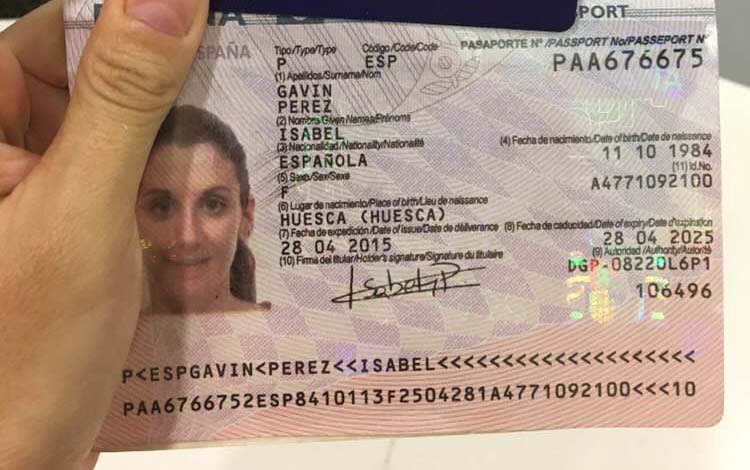 PORT
SPAÑA
Tipo/Type/Type Código/Code/Code PASAPORTE Nº/PASSPORT No/PASSEPORT Nº
P ESP PAA676675
(1) Apellidos/Surname/Nom
GAVIN
PEREZ
(2) Nombre/Given Names/Prénoms
ISABEL
(3) Nacionalidad/Nationality/Nationalité (4) Fecha de nacimiento/Date of birth/Date de naissance
ESPAÑOLA 11 10 1984
(5) Sexo/Sex/Sexe (11) Id.No.
F A4771092100
(6) Lugar de nacimiento/Place of birth/Lieu de naissance
HUESCA (HUESCA)
(7) Fecha de expedición/Date of issue/Date de délivrance (8) Fecha de caducidad/Date of expiry/Date d'expiration
28 04 2015 28 04 2025
(10) Firma del titular/Holder's signature/Signature du titulaire (9) Autoridad/Authority/Autorité
DGP-08220L6P1
106496
Isabel G.P.
P<ESPGAVIN<PEREZ<<ISABEL<<<<<<<<<<<<<<<<<<<<
PAA6766752ESP8410113F2504281A4771092100<<<10